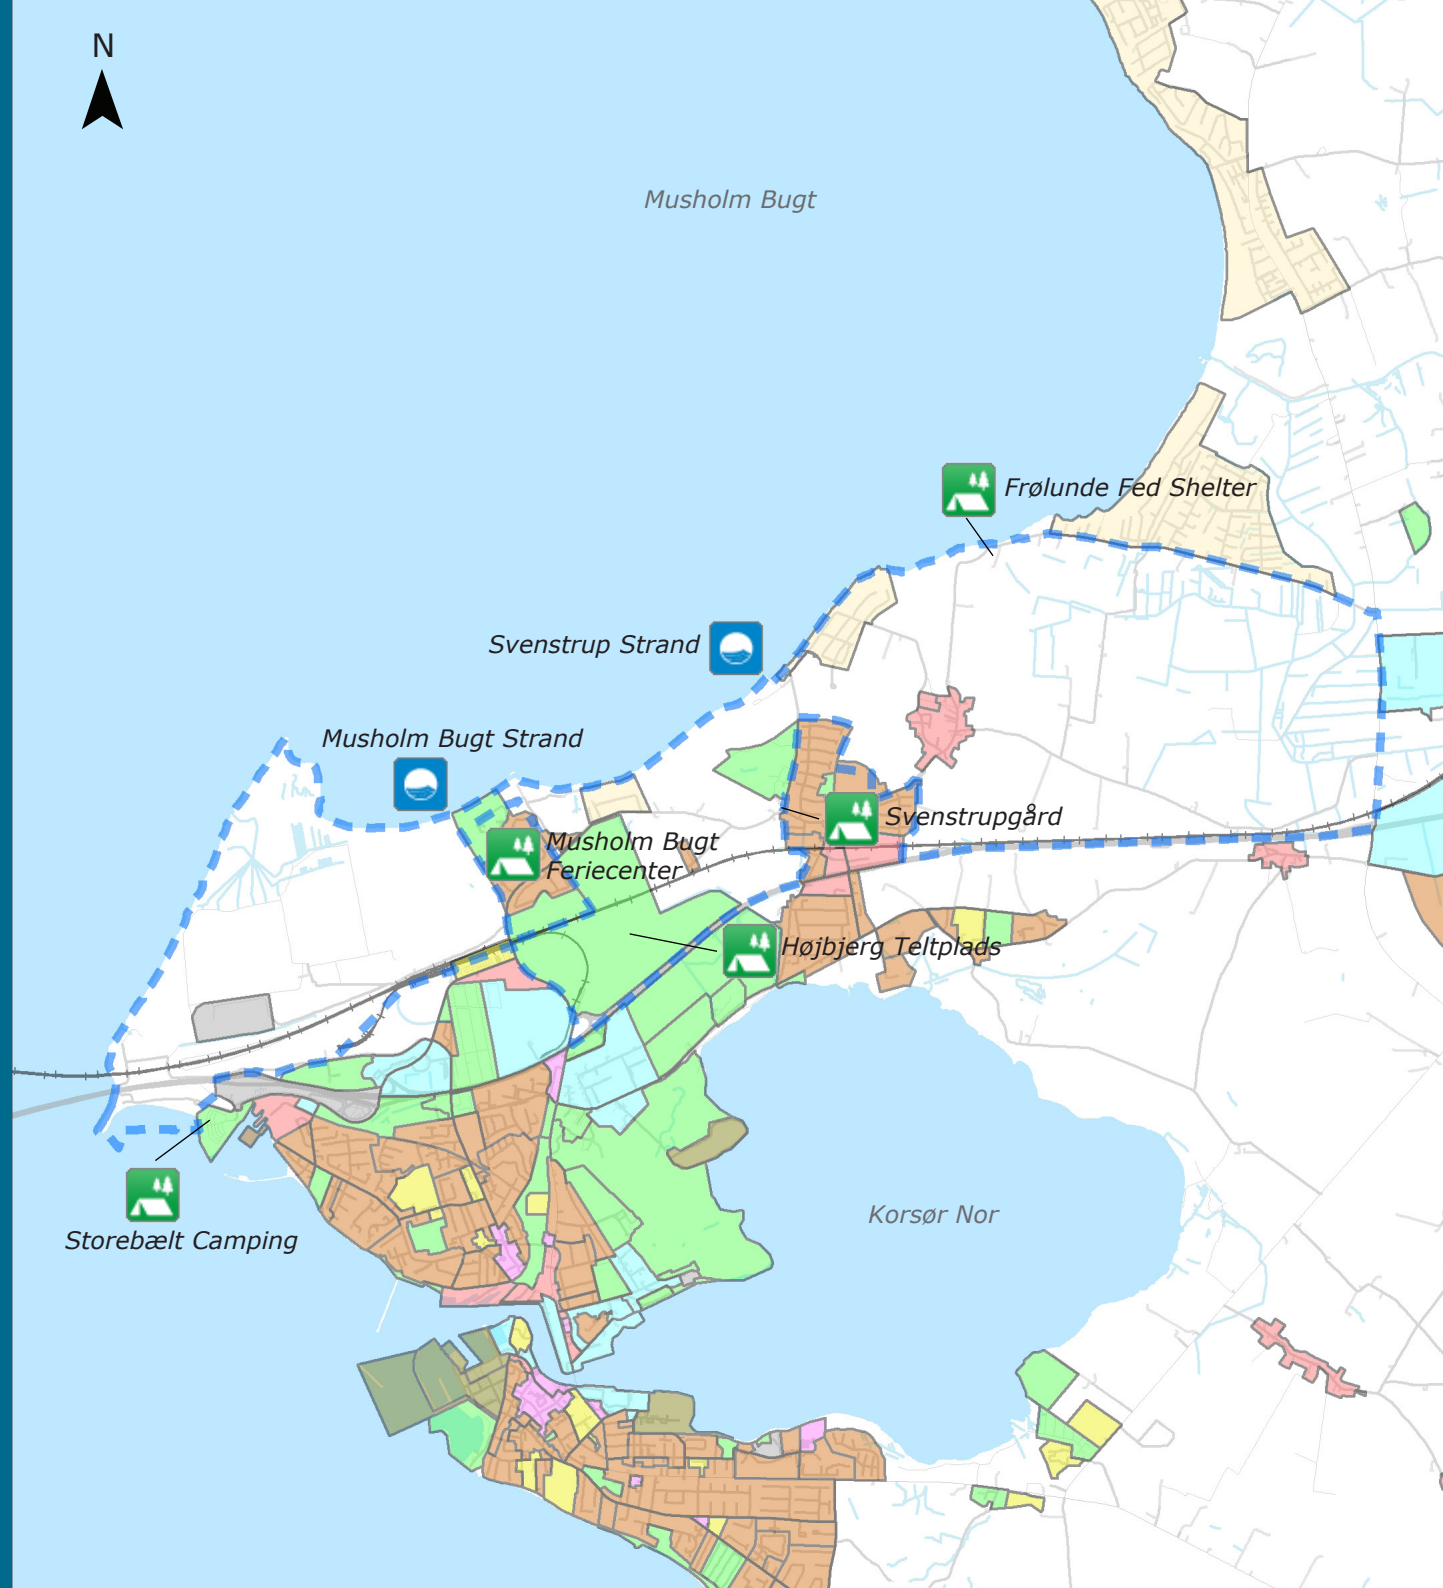 N
Musholm Bugt
Frølunde Fed Shelter
Svenstrup Strand
Musholm Bugt Strand
Svenstrupgård
Musholm Bugt
Feriecenter
Højbjerg Teltplads
Korsør Nor
Storebælt Camping